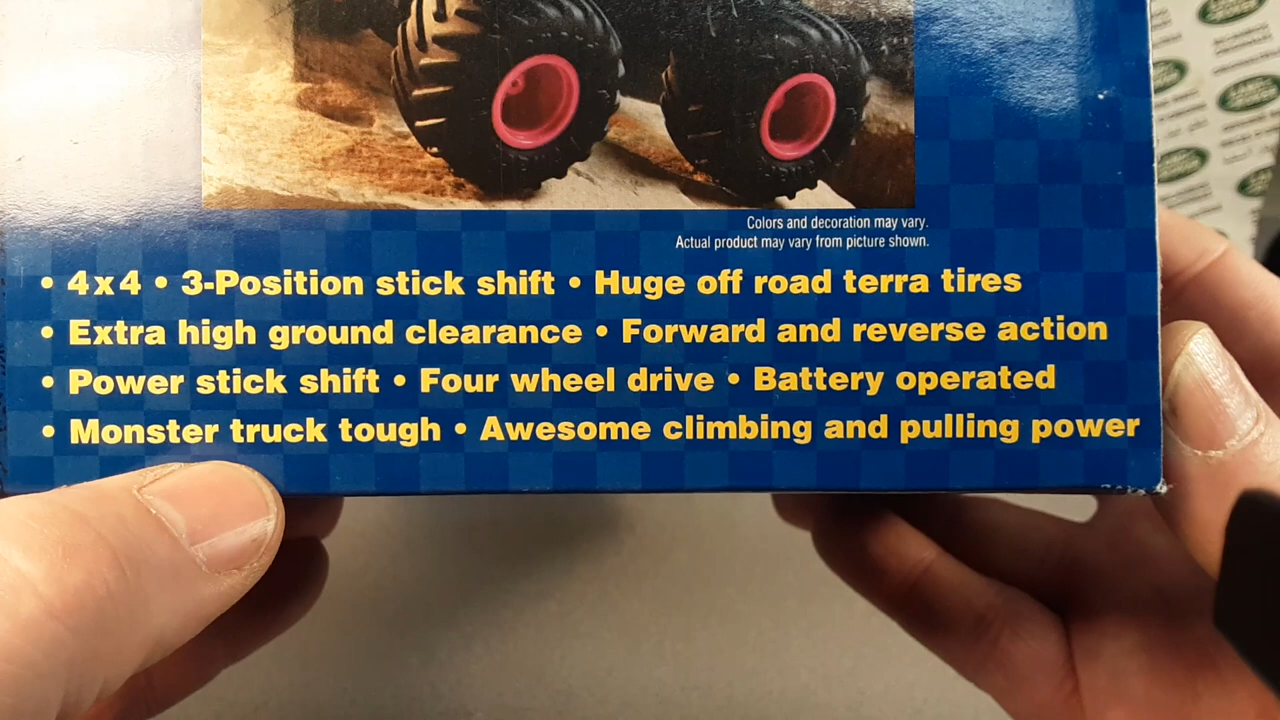 Colors and decoration may vary.
Actual product may vary from picture shown.
• 4x4 • 3-Position stick shift • Huge off road terra tires
• Extra high ground clearance • Forward and reverse action
• Power stick shift • Four wheel drive • Battery operated
• Monster truck tough • Awesome climbing and pulling power